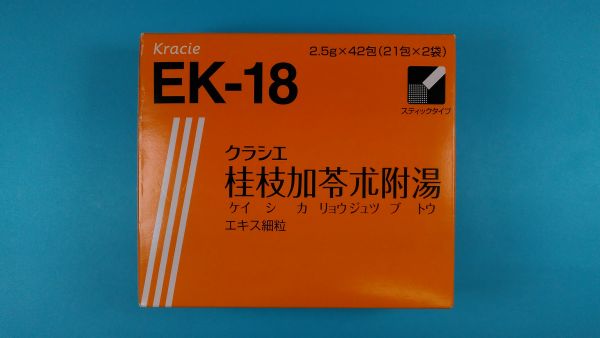 Kracie
2.5g×42包(21包×2袋)
EK-18
スティックタイプ
クラシエ
桂枝加苓朮附湯
ケイ シ カ リョウジュツ ブ トウ
エキス細粒